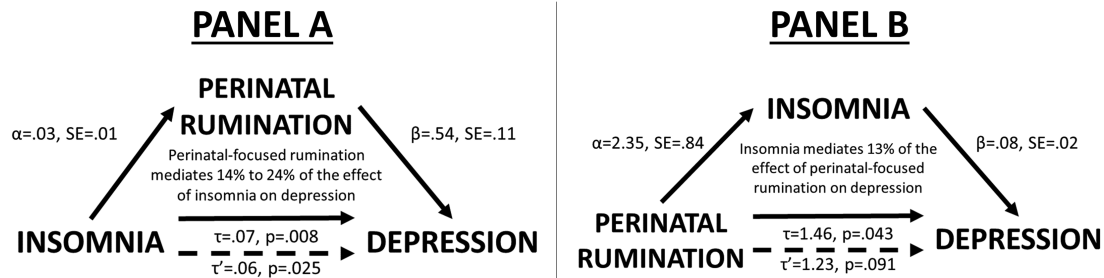 PANEL A
PERINATAL
RUMINATION
α=.03, SE=.01
β=.54, SE=.11
Perinatal-focused rumination
mediates 14% to 24% of the effect
of insomnia on depression
INSOMNIA
τ=.07, p=.008
τ’=.06, p=.025
DEPRESSION
PANEL B
INSOMNIA
α=2.35, SE=.84
β=.08, SE=.02
Insomnia mediates 13% of the
effect of perinatal-focused
rumination on depression
PERINATAL
RUMINATION
τ=1.46, p=.043
τ’=1.23, p=.091
DEPRESSION